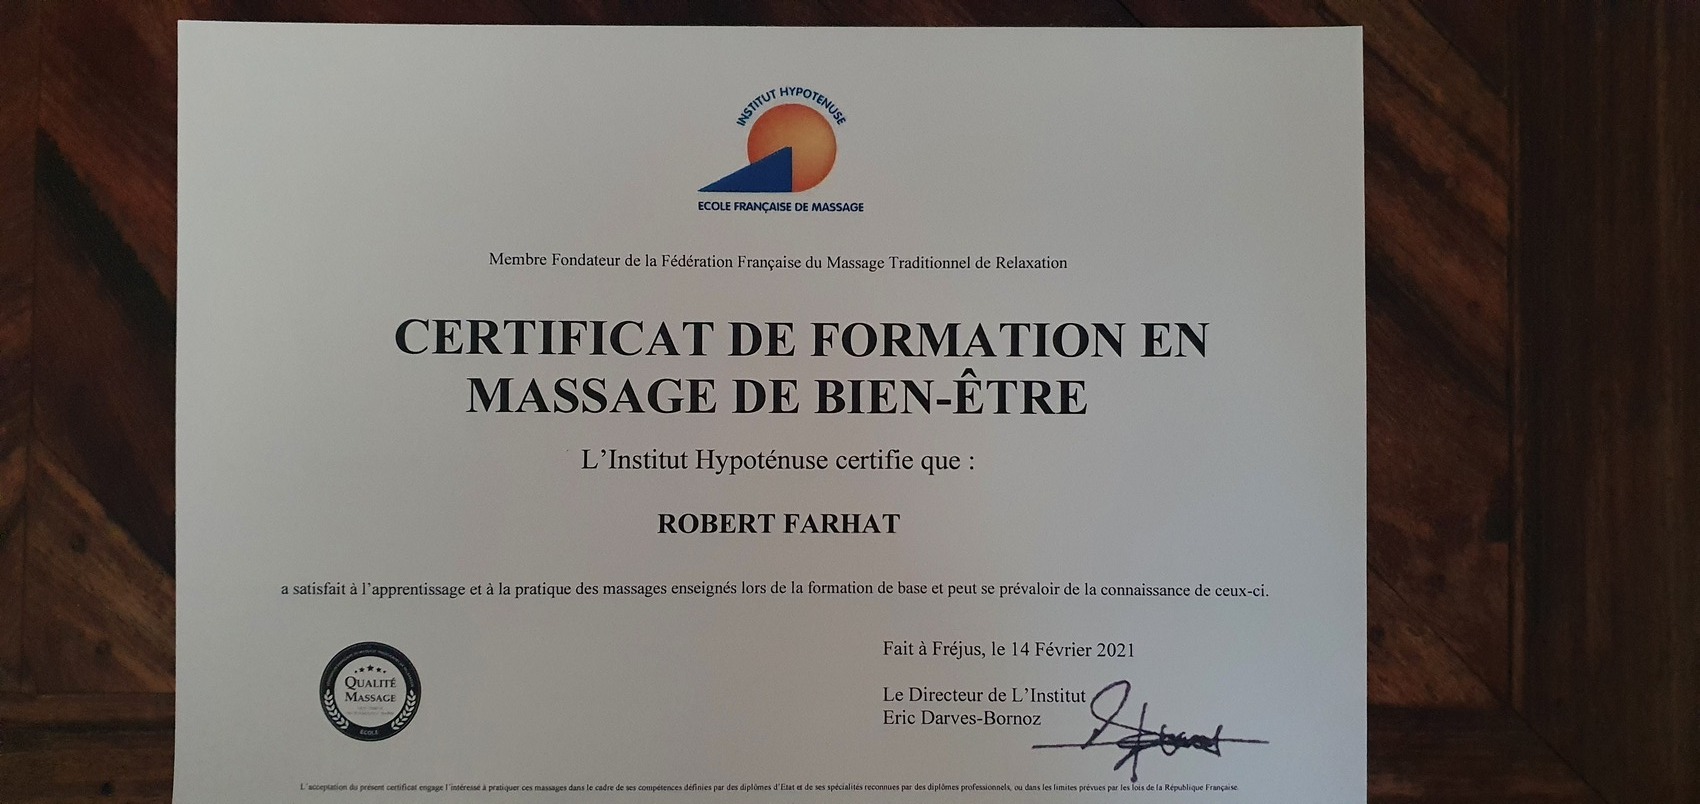 INSTITUT HYPOTENUSE
ECOLE FRANÇAISE DE MASSAGE
Membre Fondateur de la Fédération Française du Massage Traditionnel de Relaxation
CERTIFICAT DE FORMATION EN
MASSAGE DE BIEN-ÊTRE
L’Institut Hypoténuse certifie que :
ROBERT FARHAT
a satisfait à l’apprentissage et à la pratique des massages enseignés lors de la formation de base et peut se prévaloir de la connaissance de ceux-ci.
QUALITÉ
MASSAGE
ECOLE
Fait à Fréjus, le 14 Février 2021
Le Directeur de L’Institut
Eric Darves-Bornoz
L’acceptation du présent certificat engage l’intéressé à pratiquer ces massages dans le cadre de ses compétences définies par des diplômes d’Etat et de ses spécialités reconnues par des diplômes professionnels, ou dans les limites prévues par les lois de la République Française.